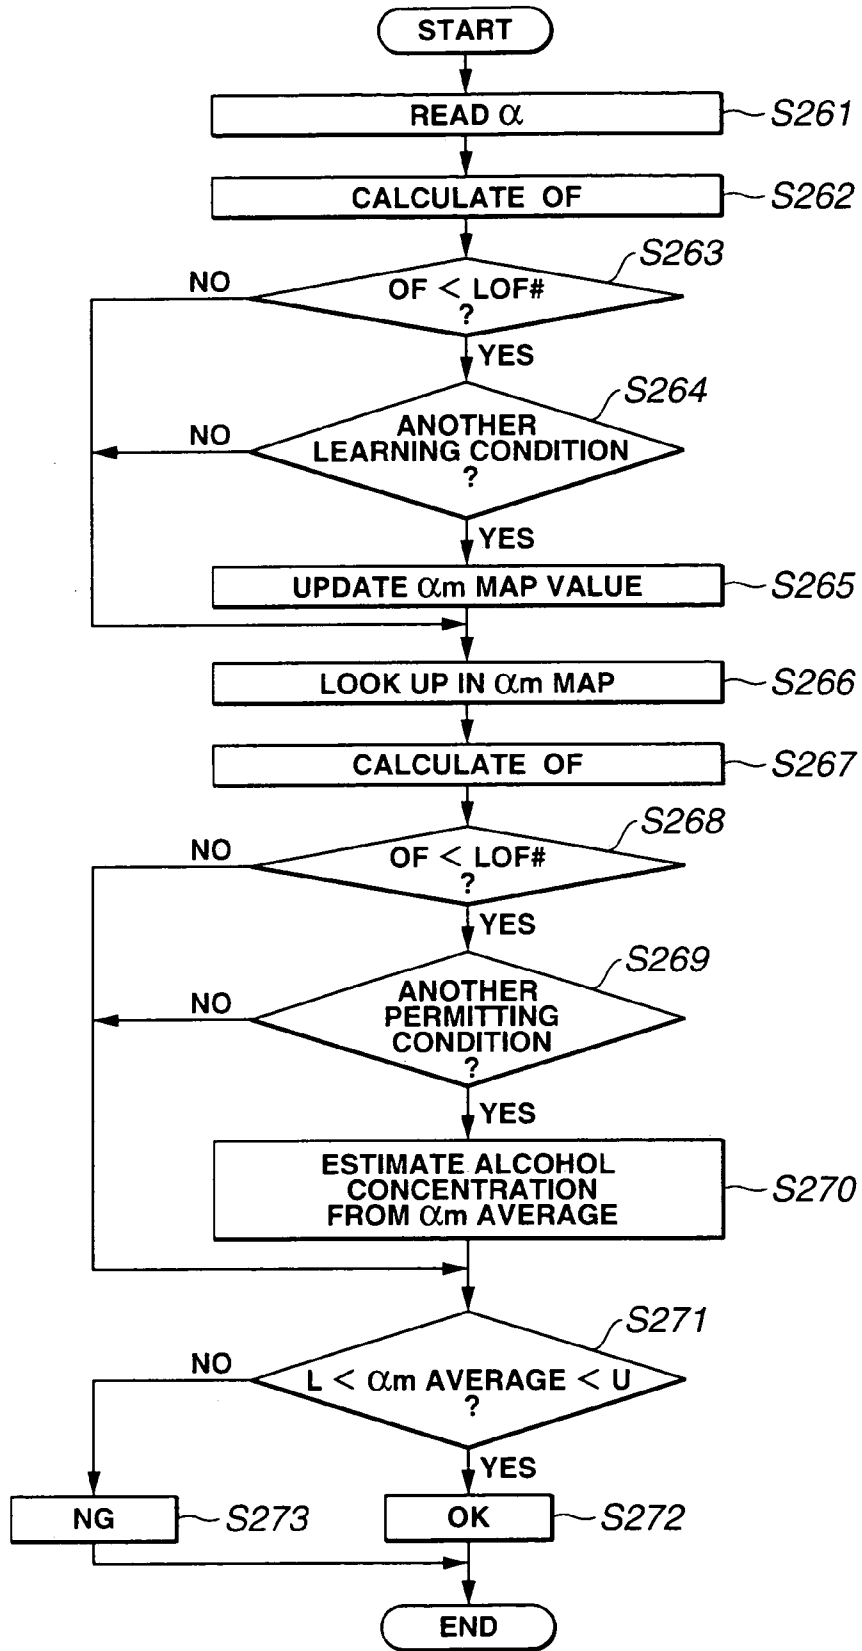 START
READ α
S261
CALCULATE OF
S262
S263
NO
OF < LOF#
?
YES
S264
NO
ANOTHER
LEARNING CONDITION
?
YES
UPDATE αm MAP VALUE
S265
LOOK UP IN αm MAP
S266
CALCULATE OF
S267
S268
NO
OF < LOF#
?
YES
S269
NO
ANOTHER
PERMITTING
CONDITION
?
YES
ESTIMATE ALCOHOL
CONCENTRATION
FROM αm AVERAGE
S270
S271
NO
L < αm AVERAGE < U
?
YES
NG
S273
OK
S272
END